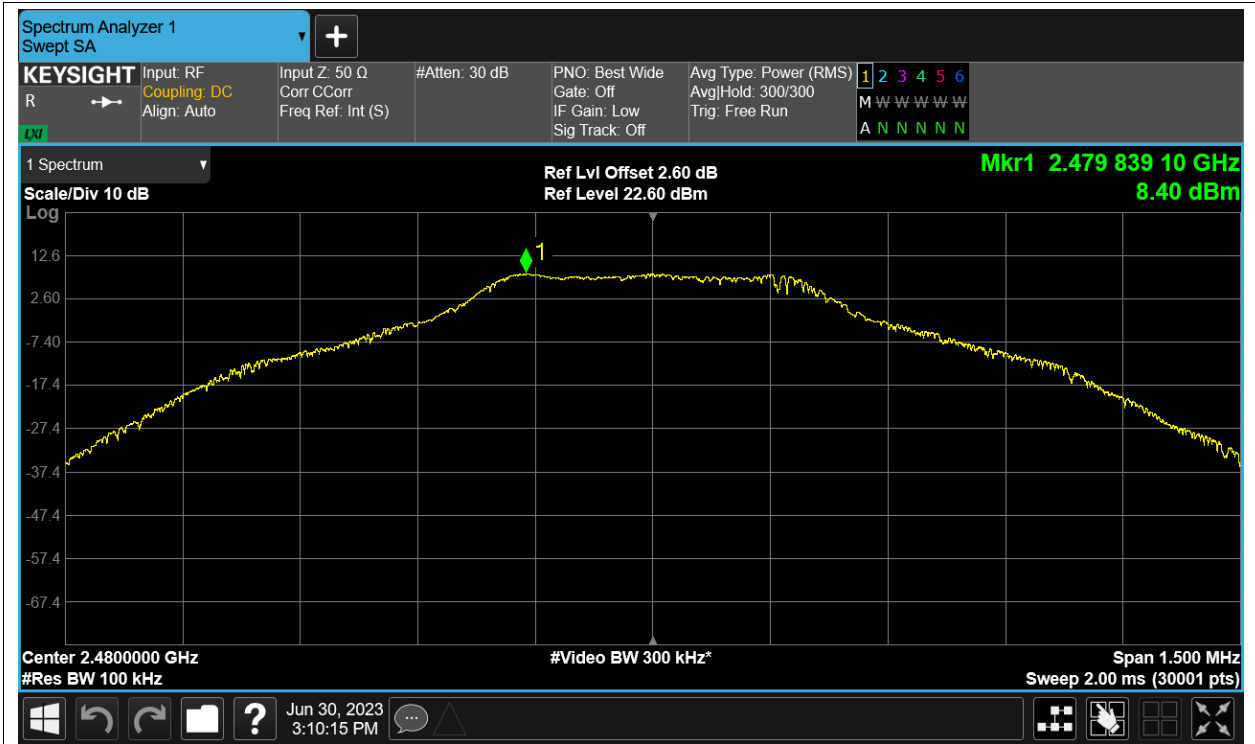 Spectrum Analyzer 1
Swept SA
+
KEYSIGHT
R
LXI
Input: RF
Coupling: DC
Align: Auto
Input Z: 50 Ω
Corr CCorr
Freq Ref: Int (S)
#Atten: 30 dB
PNO: Best Wide
Gate: Off
IF Gain: Low
Sig Track: Off
Avg Type: Power (RMS)
Avg|Hold: 300/300
Trig: Free Run
1 2 3 4 5 6
M W W W W W
A N N N N N
1 Spectrum
Scale/Div 10 dB
Log
Ref Lvl Offset 2.60 dB
Ref Level 22.60 dBm
Mkr1 2.479 839 10 GHz
8.40 dBm
1
12.6
2.60
-7.40
-17.4
-27.4
-37.4
-47.4
-57.4
-67.4
Center 2.4800000 GHz
#Res BW 100 kHz
#Video BW 300 kHz*
Span 1.500 MHz
Sweep 2.00 ms (30001 pts)
?
Jun 30, 2023
3:10:15 PM